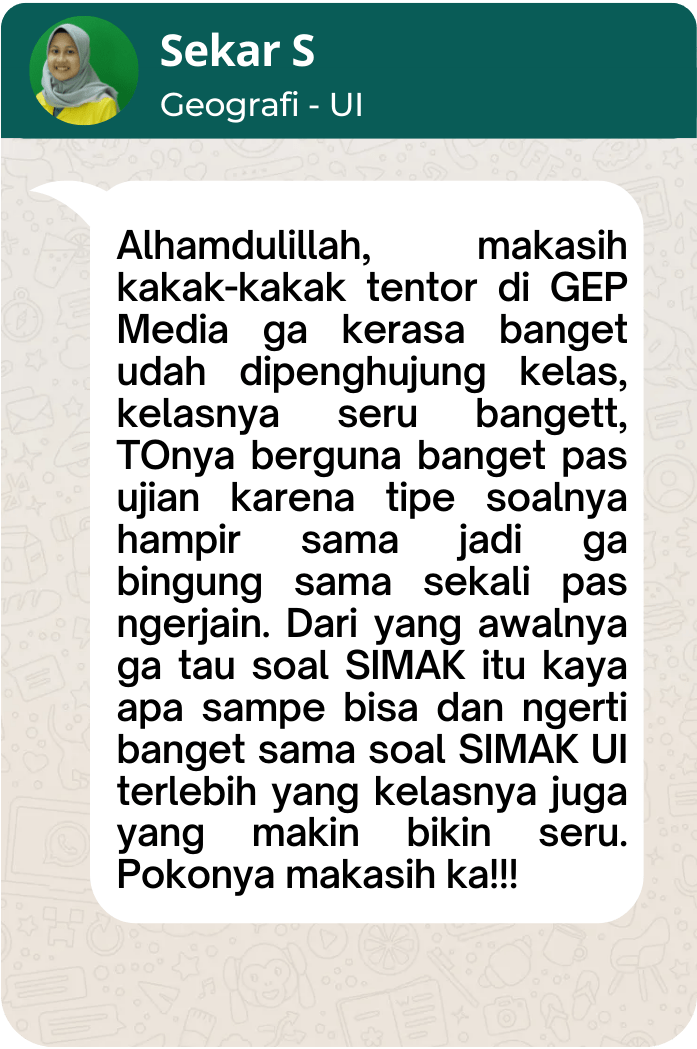 Sekar S
Geografi - UI
Alhamdulillah, makasih
kakak-kakak tentor di GEP
Media ga kerasa banget
udah dipenghujung kelas,
kelasnya seru bangett,
TOnya berguna banget pas
ujian karena tipe soalnya
hampir sama jadi ga
bingung sama sekali pas
ngerjain. Dari yang awalnya
ga tau soal SIMAK itu kaya
apa sampe bisa dan ngerti
banget sama soal SIMAK UI
terlebih yang kelasnya juga
yang makin bikin seru.
Pokonya makasih ka!!!